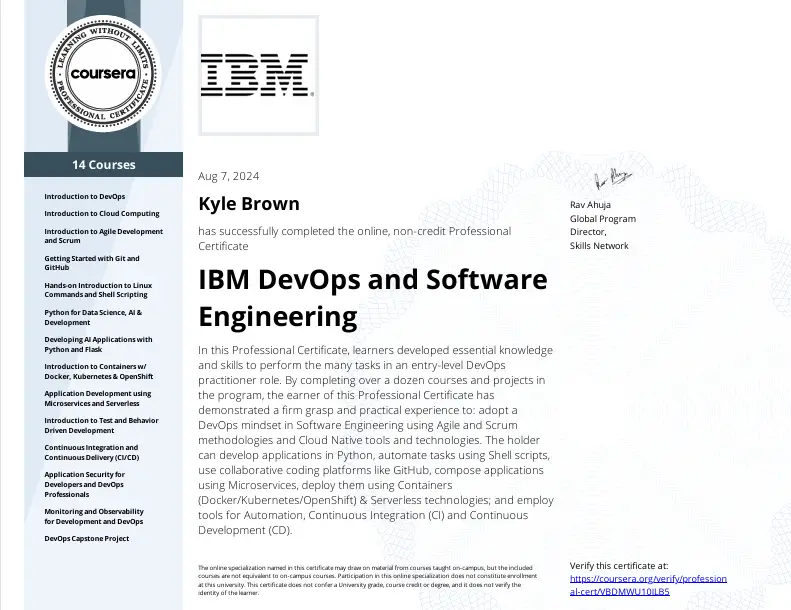 LEARNING WITHOUT LIMITS
coursera
PROFESSIONAL CERTIFICATE
14 Courses
Introduction to DevOps
Introduction to Cloud Computing
Introduction to Agile Development
and Scrum
Getting Started with Git and
GitHub
Hands-on Introduction to Linux
Commands and Shell Scripting
Python for Data Science, AI &
Development
Developing AI Applications with
Python and Flask
Introduction to Containers w/
Docker, Kubernetes & OpenShift
Application Development using
Microservices and Serverless
Introduction to Test and Behavior
Driven Development
Continuous Integration and
Continuous Delivery (CI/CD)
Application Security for
Developers and DevOps
Professionals
Monitoring and Observability
for Development and DevOps
DevOps Capstone Project
IBM®
Aug 7, 2024
Kyle Brown
has successfully completed the online, non-credit Professional
Certificate
IBM DevOps and Software
Engineering
In this Professional Certificate, learners developed essential knowledge
and skills to perform the many tasks in an entry-level DevOps
practitioner role. By completing over a dozen courses and projects in
the program, the earner of this Professional Certificate has
demonstrated a firm grasp and practical experience to: adopt a
DevOps mindset in Software Engineering using Agile and Scrum
methodologies and Cloud Native tools and technologies. The holder
can develop applications in Python, automate tasks using Shell scripts,
use collaborative coding platforms like GitHub, compose applications
using Microservices, deploy them using Containers
(Docker/Kubernetes/OpenShift) & Serverless technologies; and employ
tools for Automation, Continuous Integration (CI) and Continuous
Development (CD).
The online specialization named in this certificate may draw on material from courses taught on-campus, but the included
courses are not equivalent to on-campus courses. Participation in this online specialization does not constitute enrollment
at this university. This certificate does not confer a University grade, course credit or degree, and it does not verify the
identity of the learner.
Rav Ahuja
Rav Ahuja
Global Program
Director,
Skills Network
Verify this certificate at:
https://coursera.org/verify/profession
al-cert/VBDMWU10JLB5